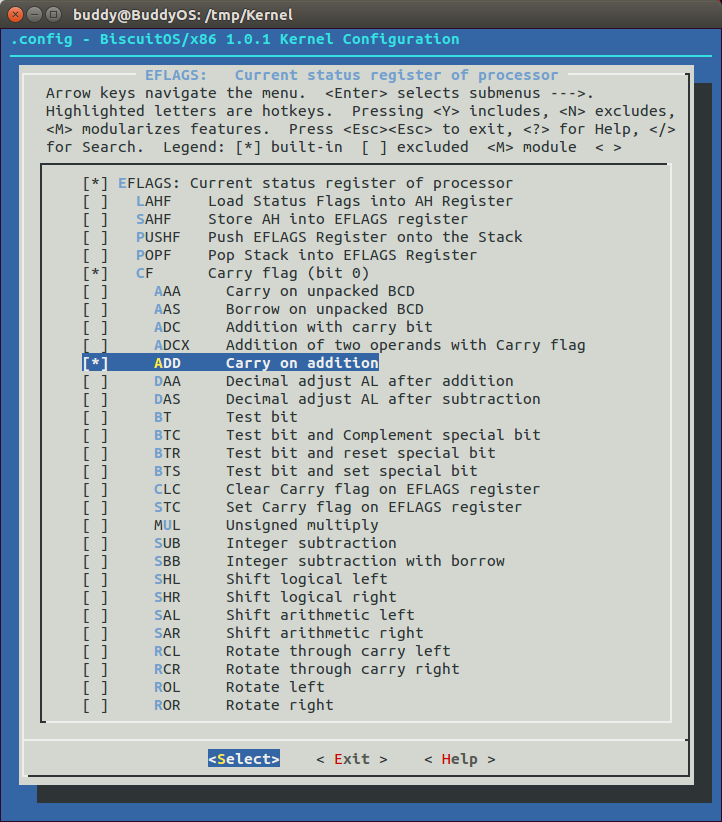 buddy@BuddyOS: /tmp/Kernel
.config - BiscuitOS/x86 1.0.1 Kernel Configuration
EFLAGS:   Current status register of processor
Arrow keys navigate the menu.  <Enter> selects submenus --->.
Highlighted letters are hotkeys.  Pressing <Y> includes, <N> excludes,
<M> modularizes features.  Press <Esc><Esc> to exit, <?> for Help, </>
for Search.  Legend: [*] built-in  [ ] excluded  <M> module  < >
[*] EFLAGS: Current status register of processor
[ ]   LAHF    Load Status Flags into AH Register
[ ]   SAHF    Store AH into EFLAGS register
[ ]   PUSHF   Push EFLAGS Register onto the Stack
[ ]   POPF    Pop Stack into EFLAGS Register
[*]   CF      Carry flag (bit 0)
[ ]     AAA     Carry on unpacked BCD
[ ]     AAS     Borrow on unpacked BCD
[ ]     ADC     Addition with carry bit
[ ]     ADCX    Addition of two operands with Carry flag
[*]     ADD     Carry on addition
[ ]     DAA     Decimal adjust AL after addition
[ ]     DAS     Decimal adjust AL after subtraction
[ ]     BT      Test bit
[ ]     BTC     Test bit and Complement special bit
[ ]     BTR     Test bit and reset special bit
[ ]     BTS     Test bit and set special bit
[ ]     CLC     Clear Carry flag on EFLAGS register
[ ]     STC     Set Carry flag on EFLAGS register
[ ]     MUL     Unsigned multiply
[ ]     SUB     Integer subtraction
[ ]     SBB     Integer subtraction with borrow
[ ]     SHL     Shift logical left
[ ]     SHR     Shift logical right
[ ]     SAL     Shift arithmetic left
[ ]     SAR     Shift arithmetic right
[ ]     RCL     Rotate through carry left
[ ]     RCR     Rotate through carry right
[ ]     ROL     Rotate left
[ ]     ROR     Rotate right
<Select>    < Exit >    < Help >